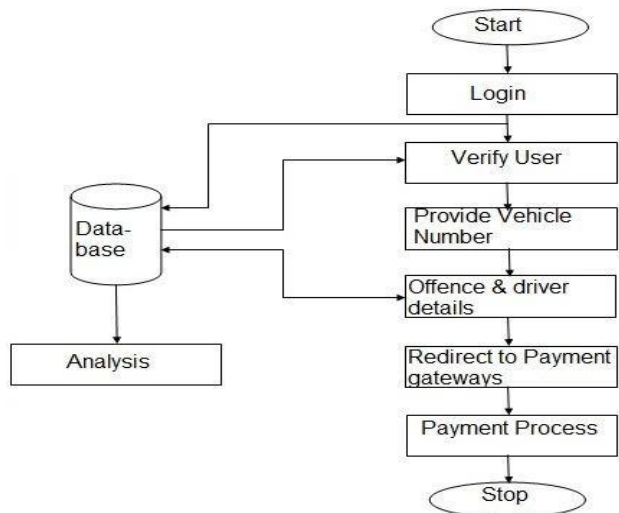 Start
Login
Verify User
Provide Vehicle
Number
Data-
base
Offence & driver
details
Redirect to Payment
gateways
Analysis
Payment Process
Stop